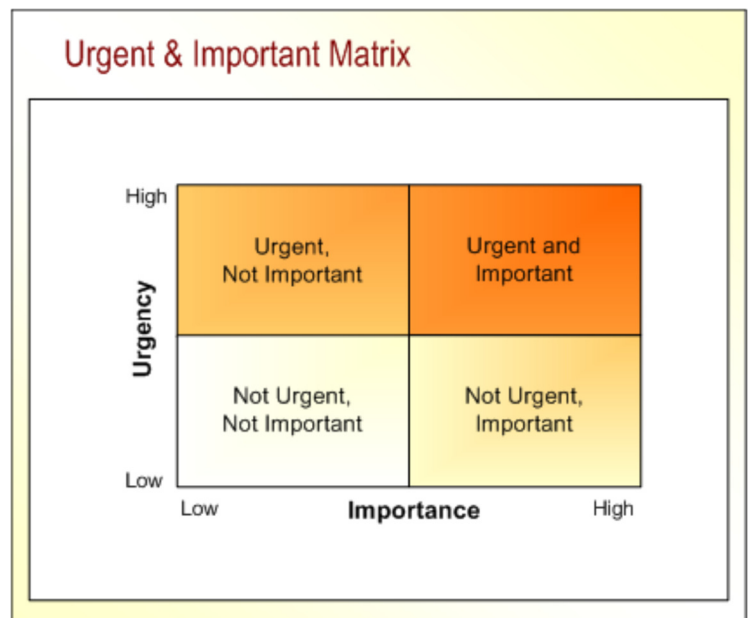 Urgent & Important Matrix
High
Urgent,
Not Important
Urgent and
Important
Urgency
Not Urgent,
Not Important
Not Urgent,
Important
Low
Low
Importance
High